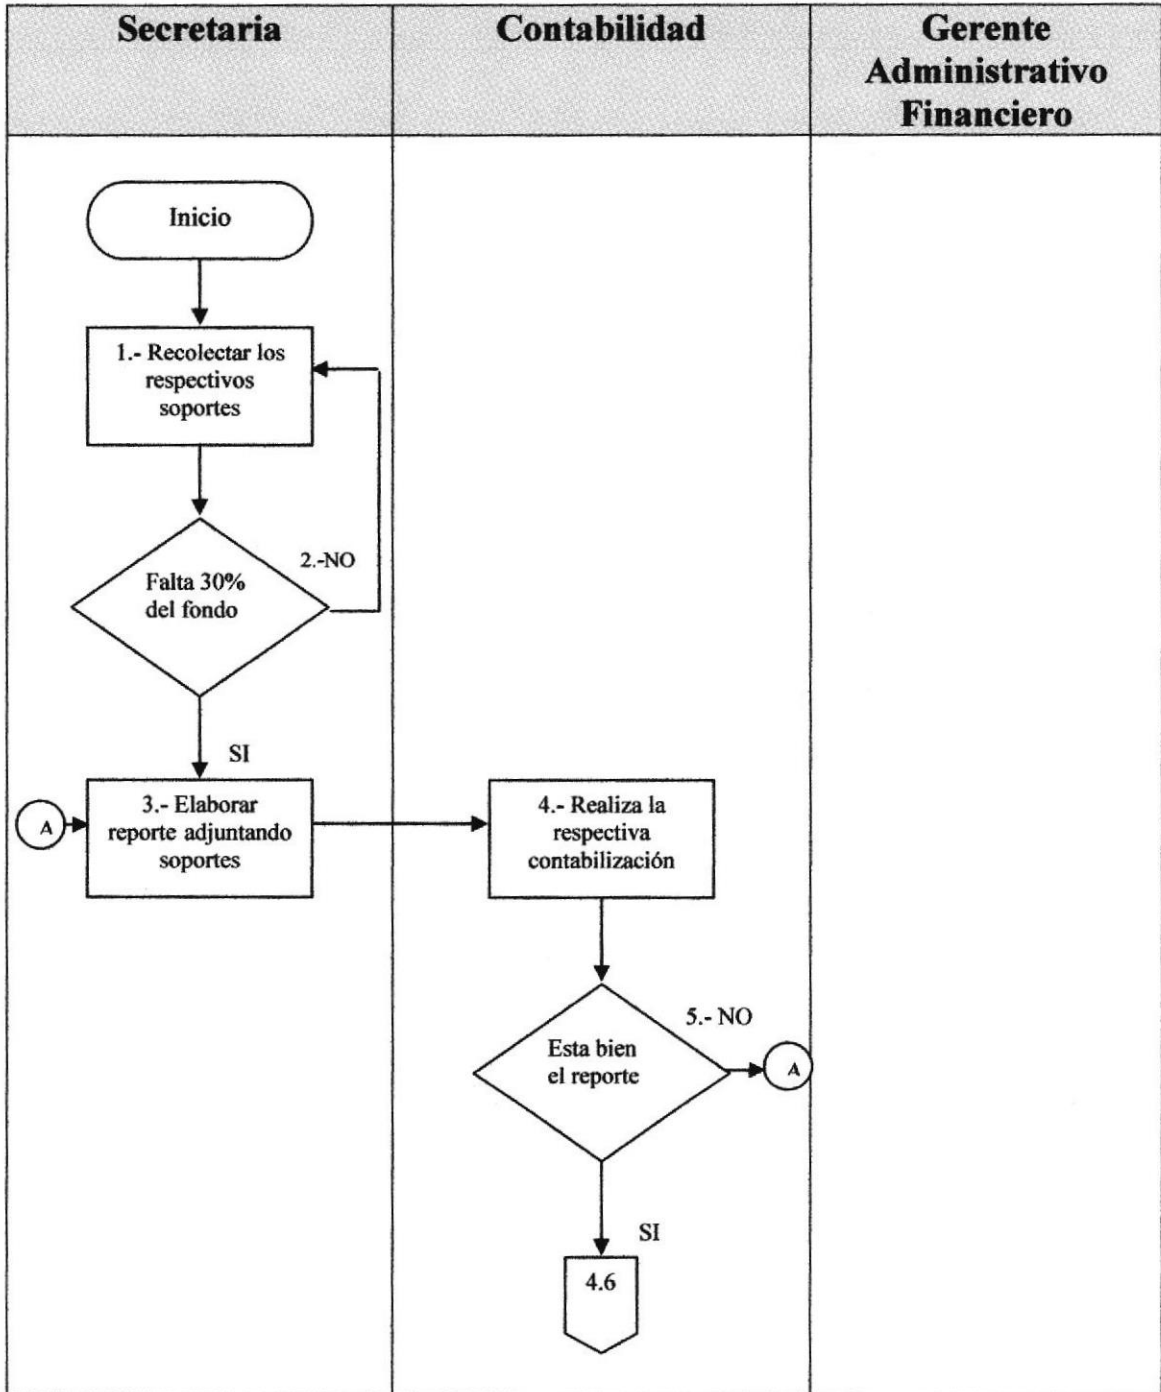 Secretaria
Contabilidad
Gerente
Administrativo
Financiero
Inicio
1.- Recolectar los
respectivos
soportes
2.-NO
Falta 30%
del fondo
SI
A
3.- Elaborar
reporte adjuntando
soportes
4.- Realiza la
respectiva
contabilización
5.- NO
Esta bien
el reporte
A
SI
4.6